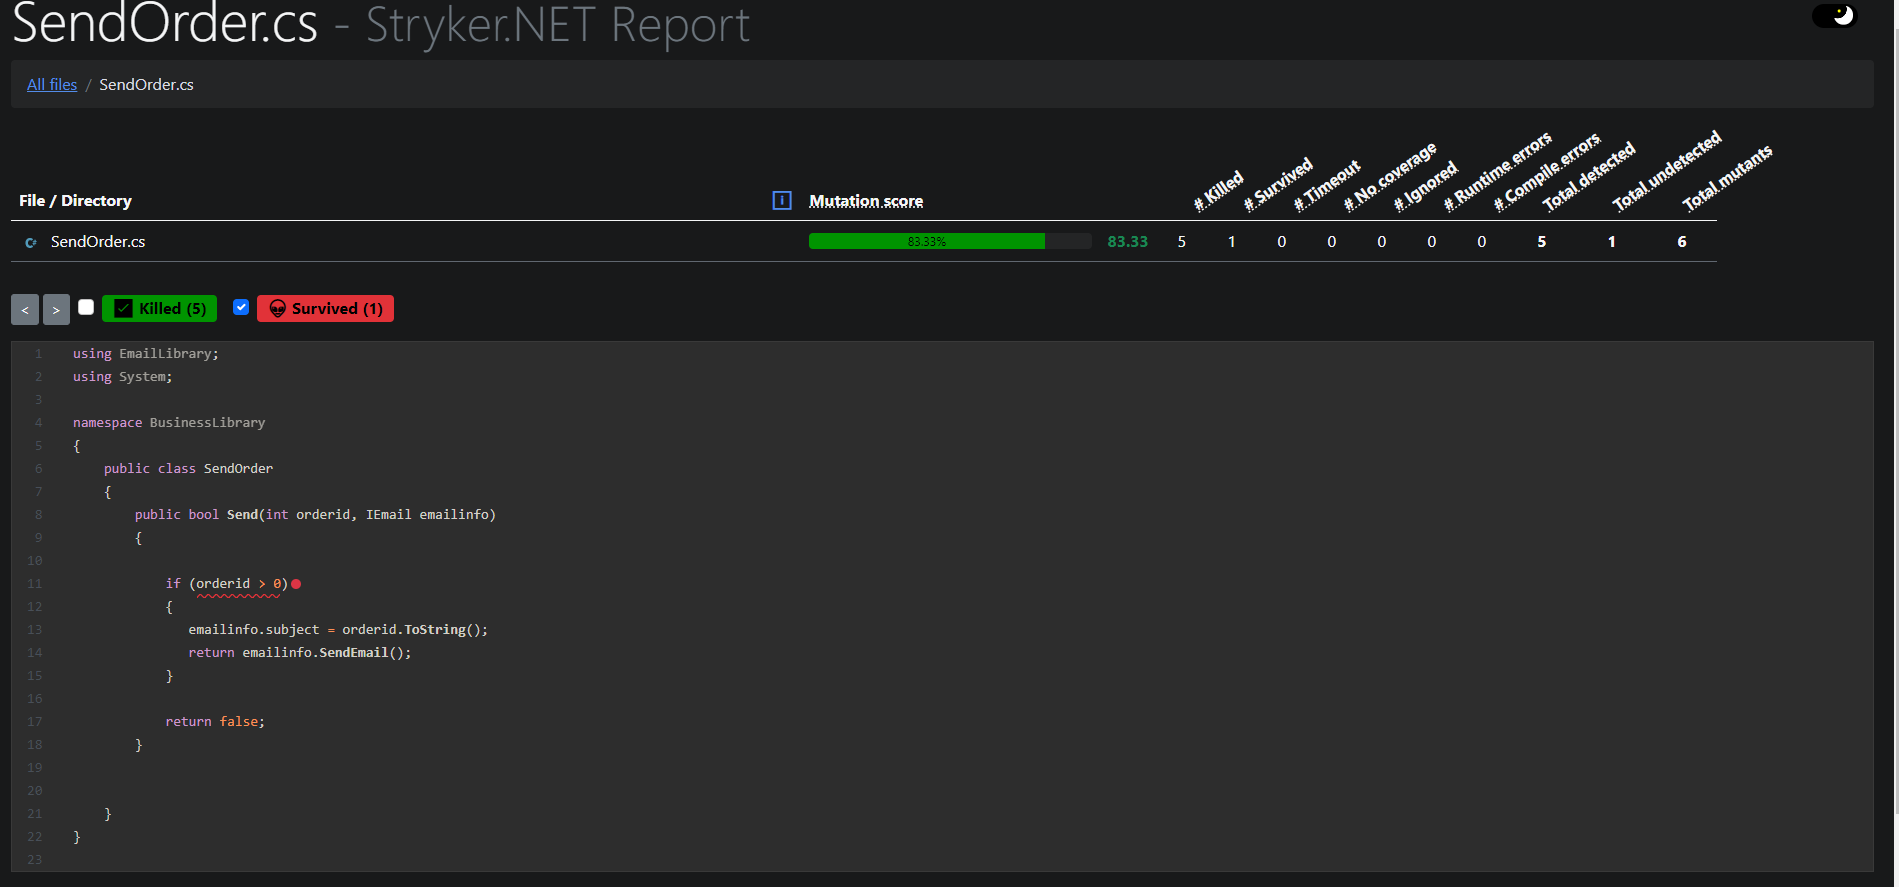 SendOrder.cs - Stryker.NET Report
All files / SendOrder.cs
File / Directory
Mutation score
# Killed
# Survived
# Timeout
# No coverage
# Ignored
# Runtime errors
# Compile errors
Total detected
Total undetected
Total mutants
SendOrder.cs 83.33% 83.33 5 1 0 0 0 0 0 5 1 6
< > Killed (5) Survived (1)
1 using EmailLibrary;
2 using System;
3
4 namespace BusinessLibrary
5 {
6 public class SendOrder
7 {
8 public bool Send(int orderid, IEmail emailinfo)
9 {
10
11 if (orderid > 0)
12 {
13 emailinfo.subject = orderid.ToString();
14 return emailinfo.SendEmail();
15 }
16
17 return false;
18 }
19
20
21 }
22 }
23